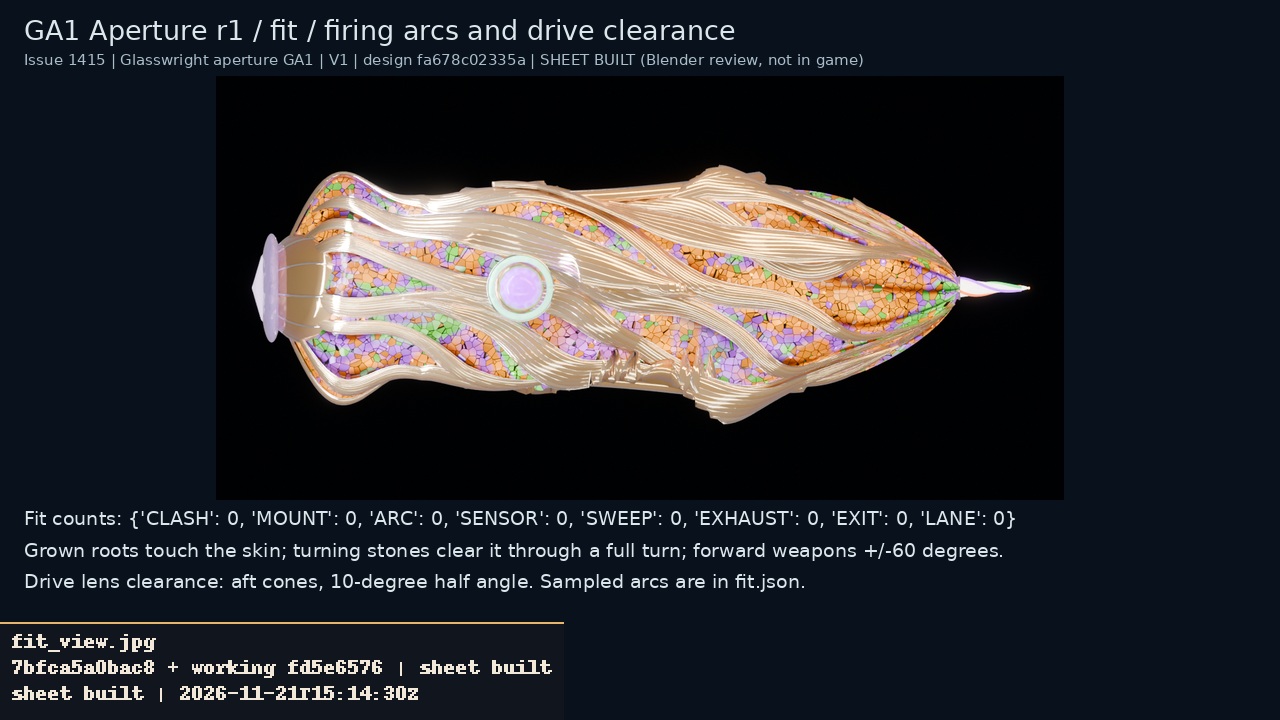 GA1 Aperture r1 / fit / firing arcs and drive clearance
Issue 1415 | Glasswright aperture GA1 | V1 | design fa678c02335a | SHEET BUILT (Blender review, not in game)
Fit counts: {'CLASH': 0, 'MOUNT': 0, 'ARC': 0, 'SENSOR': 0, 'SWEEP': 0, 'EXHAUST': 0, 'EXIT': 0, 'LANE': 0}
Grown roots touch the skin; turning stones clear it through a full turn; forward weapons +/-60 degrees.
Drive lens clearance: aft cones, 10-degree half angle. Sampled arcs are in fit.json.
fit_view.jpg
7bfca5a0bac8 + working fd5e6576 | sheet built
sheet built | 2026-11-21T15:14:30Z